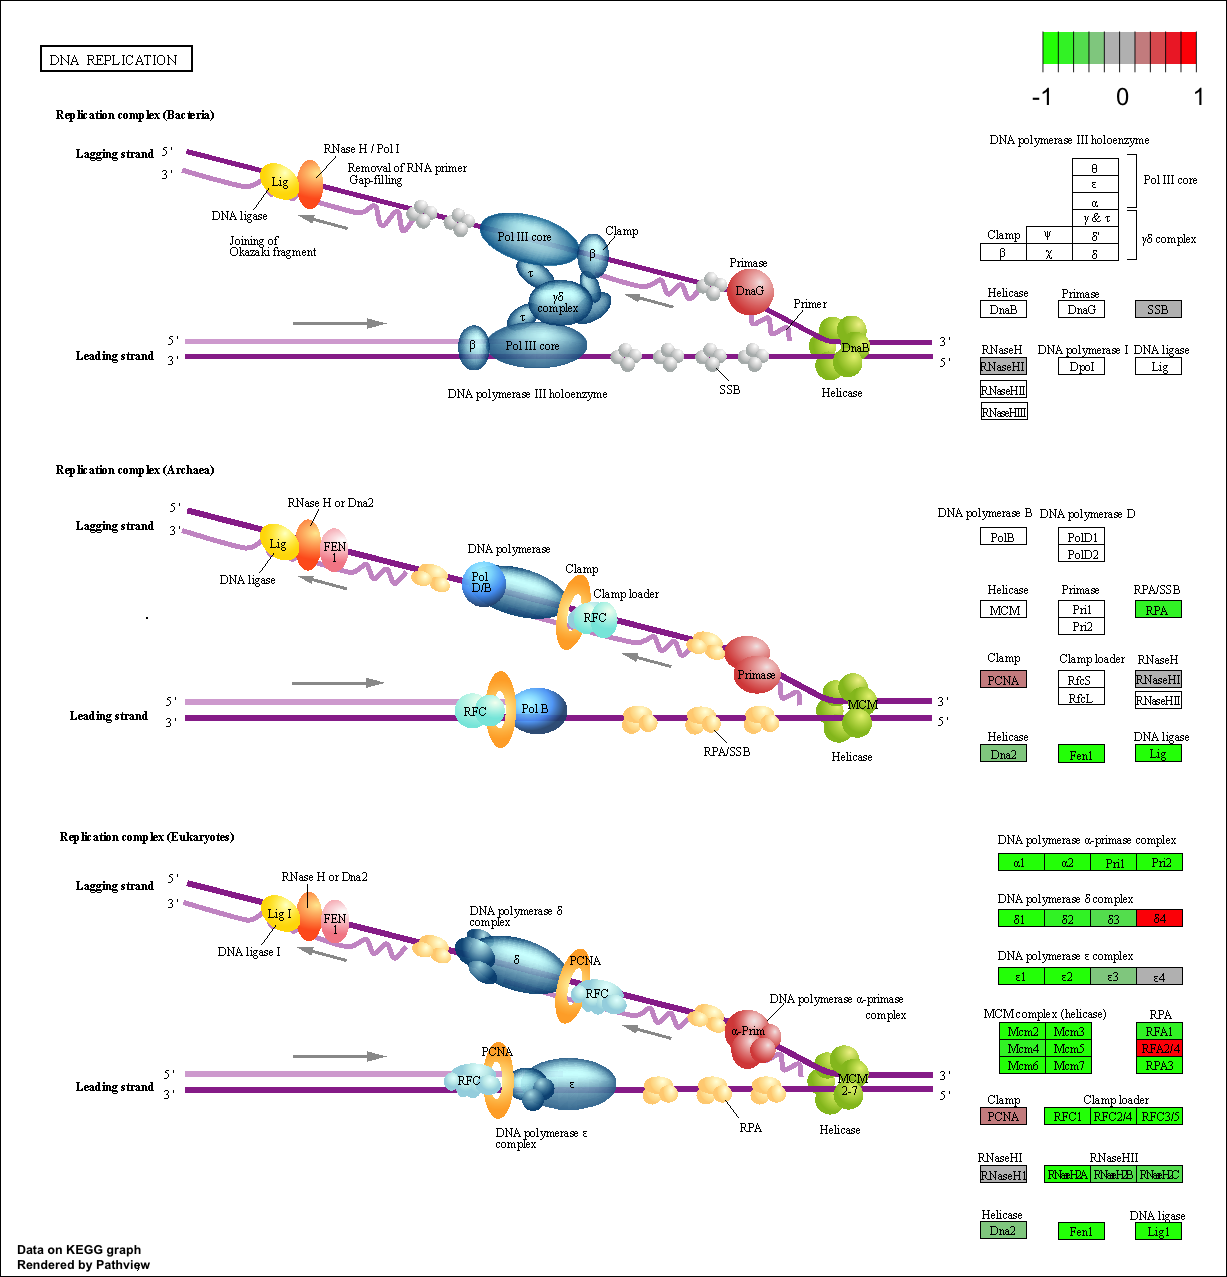 DNA REPLICATION
-1 0 1
Replication complex (Bacteria)
Lagging strand 5'
3'
RNase H / Pol I
Removal of RNA primer
Gap-filling
Lig
DNA ligase
Joining of
Okazaki fragment
Pol III core
Clamp
β
τ
γδ
complex
τ
Primase
DnaG
Primer
DnaB
Helicase
5'
Leading strand 3'
β
Pol III core
DNA polymerase III holoenzyme
SSB
3'
5'
DNA polymerase III holoenzyme
θ
ε
α
Pol III core
γ & τ
Clamp ψ δ'
β χ δ
γδ complex
Helicase Primase
DnaB DnaG SSB
RNaseH DNA polymerase I DNA ligase
RNaseHI DpoI Lig
RNaseHII
RNaseHIII
Replication complex (Archaea)
Lagging strand 5'
3'
RNase H or Dna2
Lig
FEN
1
DNA ligase
DNA polymerase
Pol
D/B
Clamp
Clamp loader
RFC
Primase
MCM
Helicase
5'
Leading strand 3'
RFC
Pol B
RPA/SSB
3'
5'
DNA polymerase B DNA polymerase D
PolB PolD1
PolD2
Helicase Primase RPA/SSB
MCM Pri1 RPA
Pri2
Clamp Clamp loader RNaseH
PCNA RfcS RNaseHI
RfcL RNaseHII
Helicase DNA ligase
Dna2 Fen1 Lig
Replication complex (Eukaryotes)
Lagging strand 5'
3'
RNase H or Dna2
Lig I
FEN
1
DNA ligase I
DNA polymerase δ
complex
δ
PCNA
RFC
DNA polymerase α-primase
complex
α-Prim
MCM
2-7
Helicase
5'
Leading strand 3'
PCNA
RFC
ε
DNA polymerase ε
complex
RPA
3'
5'
DNA polymerase α-primase complex
α1 α2 Pri1 Pri2
DNA polymerase δ complex
δ1 δ2 δ3 δ4
DNA polymerase ε complex
ε1 ε2 ε3 ε4
MCM complex (helicase) RPA
Mcm2 Mcm3 RFA1
Mcm4 Mcm5 RFA2/4
Mcm6 Mcm7 RPA3
Clamp Clamp loader
PCNA RFC1 RFC2/4 RFC3/5
RNaseHI RNaseHII
RNaseH1 RNaseH2A RNaseH2B RNaseH2C
Helicase DNA ligase
Dna2 Fen1 Lig1
Data on KEGG graph
Rendered by Pathview